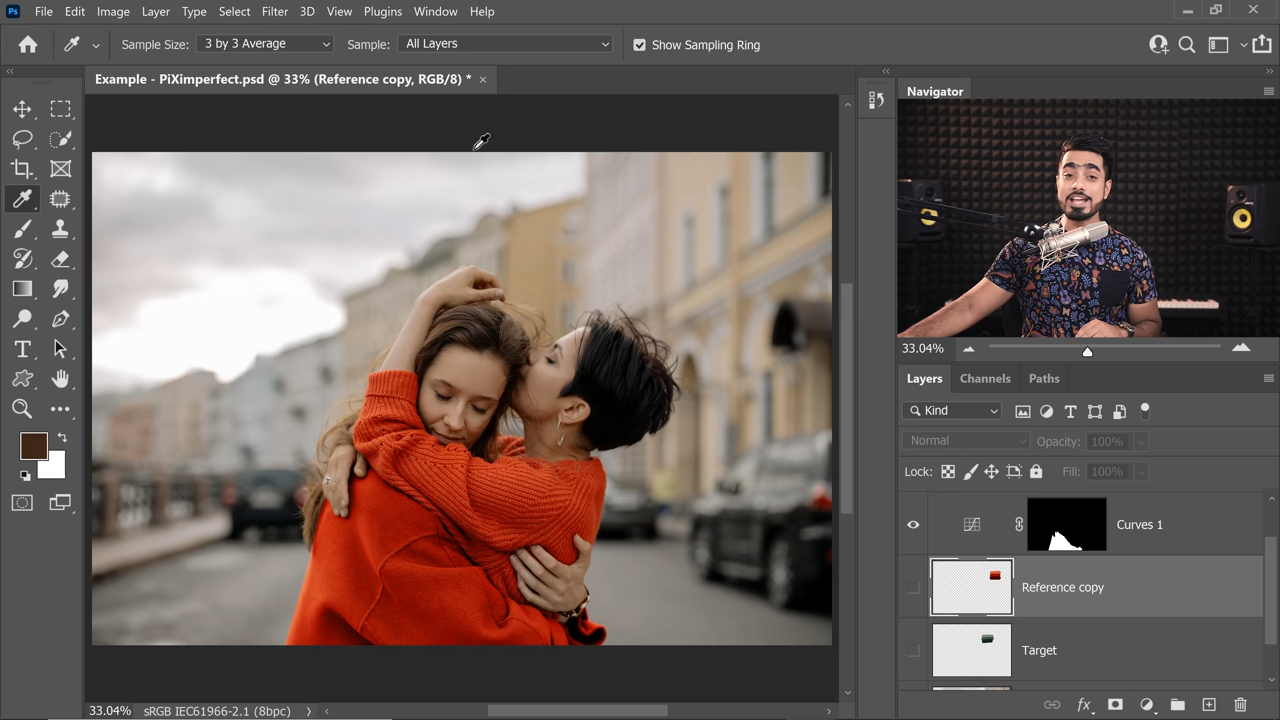 Ps File Edit Image Layer Type Select Filter 3D View Plugins Window Help
Sample Size: 3 by 3 Average Sample: All Layers Show Sampling Ring
Example - PiXimperfect.psd @ 33% (Reference copy, RGB/8) *
Navigator
33.04%
Layers Channels Paths
Kind
Normal Opacity: 100%
Lock: Fill: 100%
Curves 1
Reference copy
Target
33.04% sRGB IEC61966-2.1 (8bpc)